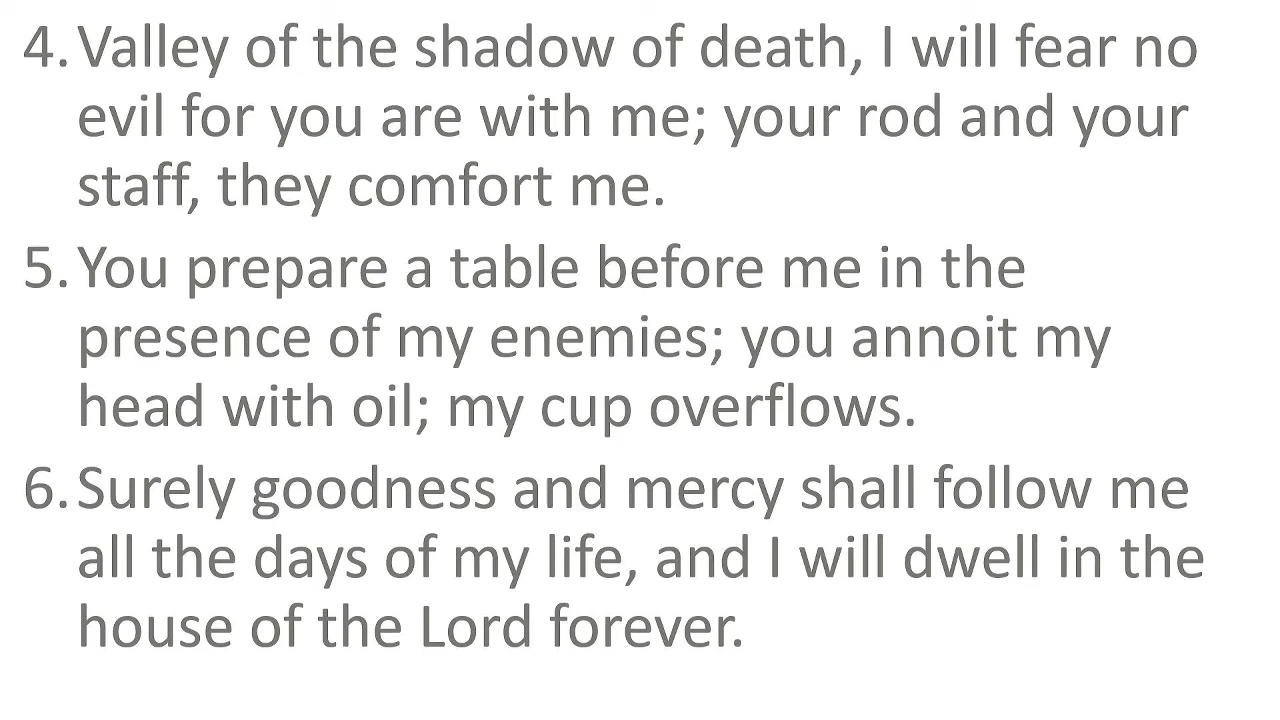 4. Valley of the shadow of death, I will fear no
evil for you are with me; your rod and your
staff, they comfort me.
5. You prepare a table before me in the
presence of my enemies; you annoit my
head with oil; my cup overflows.
6. Surely goodness and mercy shall follow me
all the days of my life, and I will dwell in the
house of the Lord forever.